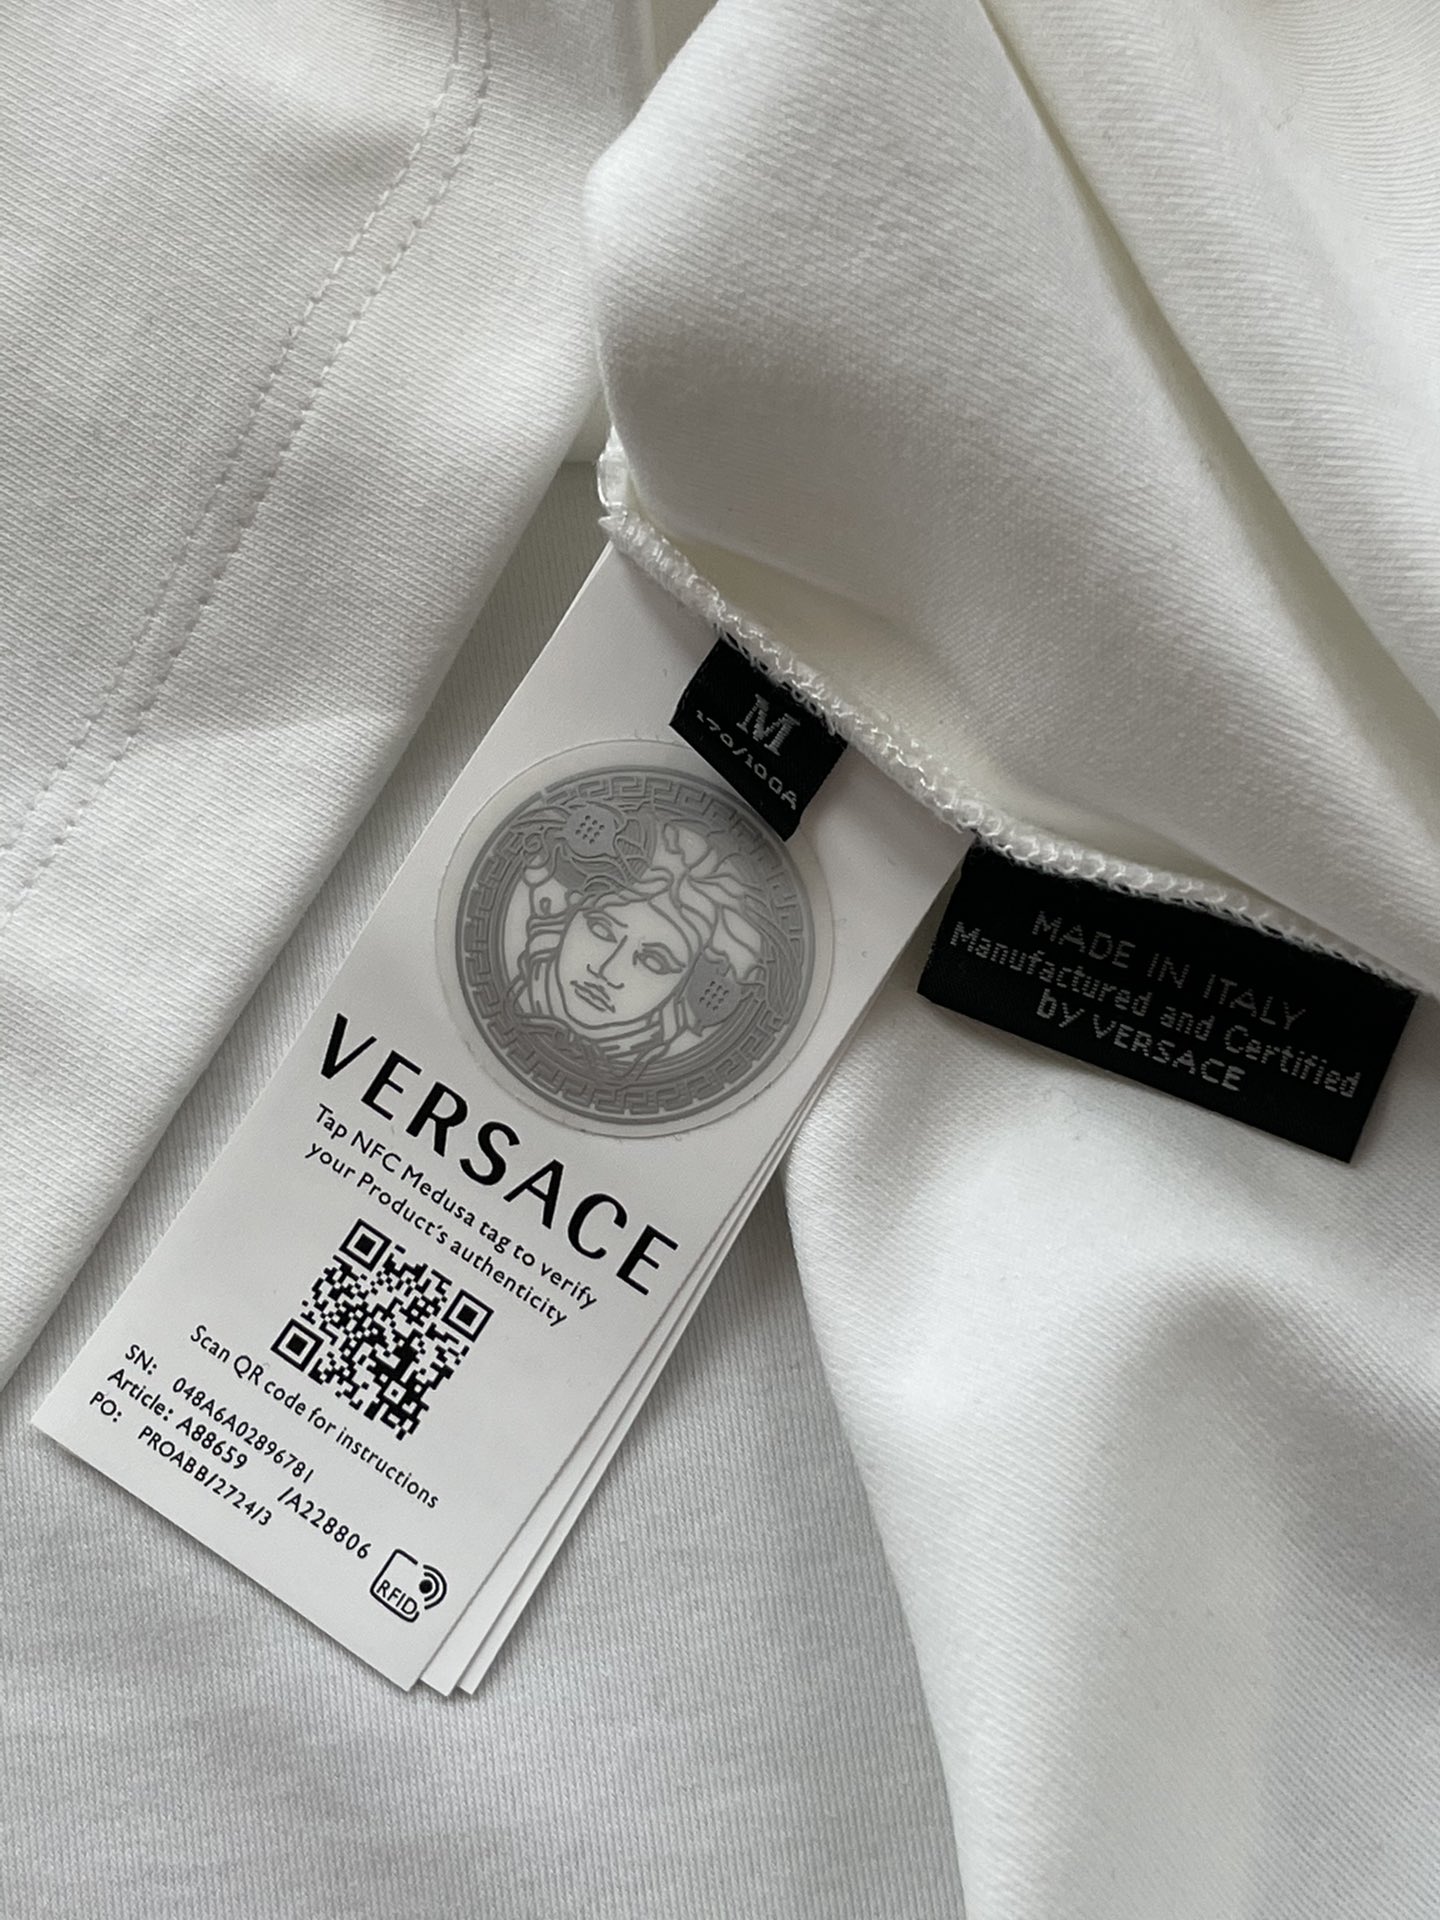 M
170/100A
MADE IN ITALY
Manufactured and Certified
by VERSACE
VERSACE
Tap NFC Medusa tag to verify
your Product's authenticity
Scan QR code for instructions
SN: 048A6A02896781
Article: A88659 /A228806
PO: PROABB/2724/3
RFID